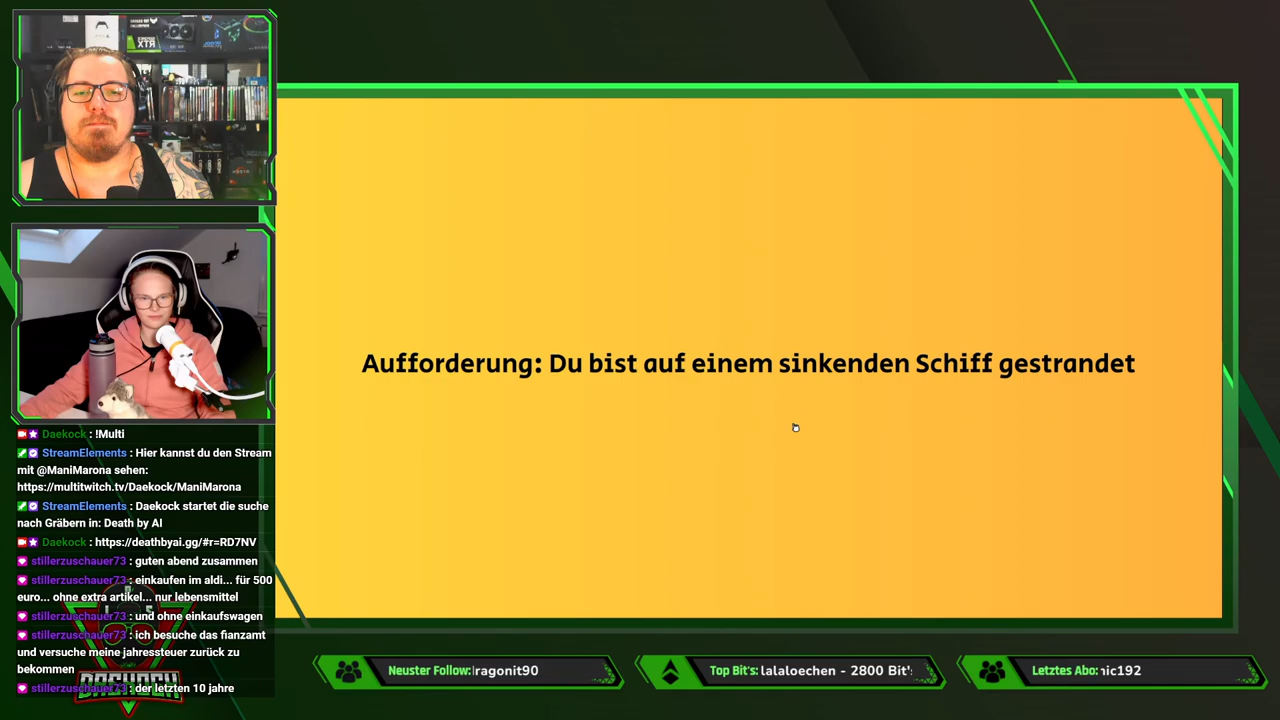 Aufforderung: Du bist auf einem sinkenden Schiff gestrandet
Daekock : !Multi
StreamElements : Hier kannst du den Stream
mit @ManiMarona sehen:
https://multitwitch.tv/Daekock/ManiMarona
StreamElements : Daekock startet die suche
nach Gräbern in: Death by AI
Daekock : https://deathbyai.gg/#r=RD7NV
stillerzuschauer73 : guten abend zusammen
stillerzuschauer73 : einkaufen im aldi... für 500
euro... ohne extra artikel... nur lebensmittel
stillerzuschauer73 : und ohne einkaufswagen
stillerzuschauer73 : ich besuche das fianzamt
und versuche meine jahressteuer zurück zu
bekommen
stillerzuschauer73 : der letzten 10 jahre
DAEKOCK
Neuster Follow: ragonit90
Top Bit's: lalaloechen - 2800 Bit's
Letztes Abo: nic192